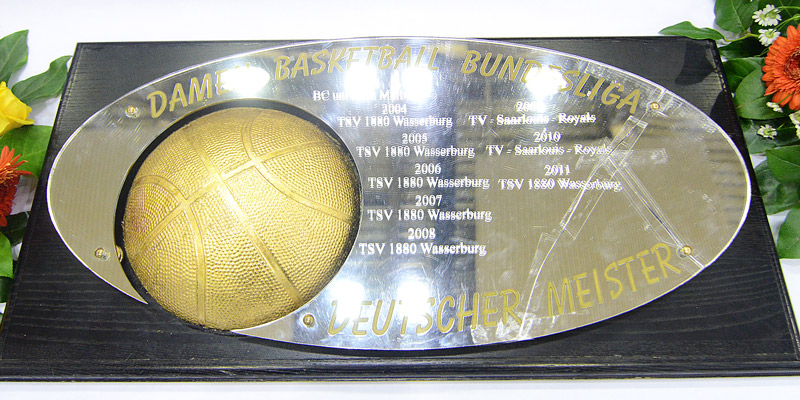 DAMEN BASKETBALL BUNDESLIGA
BC
2004
TSV 1880 Wasserburg
2005
TSV 1880 Wasserburg
2006
TSV 1880 Wasserburg
2007
TSV 1880 Wasserburg
2008
TSV 1880 Wasserburg
TV - Saarlouis - Royals
2010
TV - Saarlouis - Royals
2011
TSV 1880 Wasserburg
DEUTSCHER MEISTER